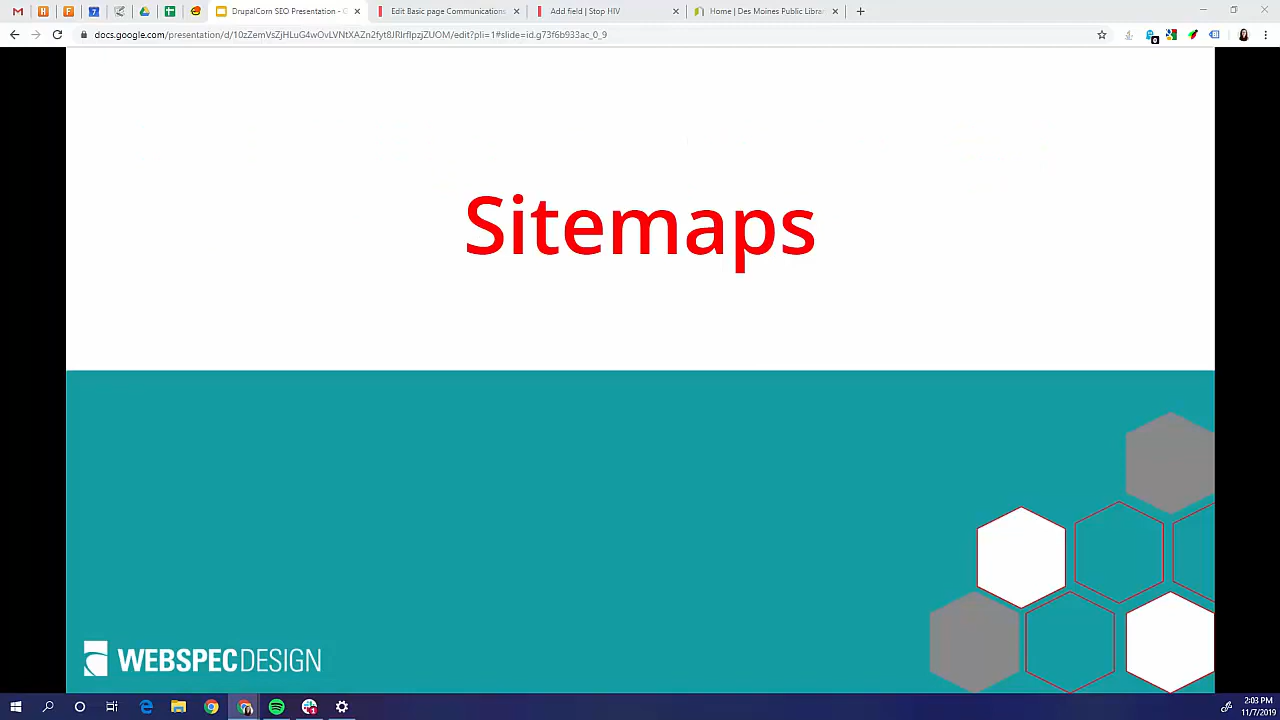 DrupalCorn SEO Presentation - G
Edit Basic page Communications
Add field | Stop HIV
Home | Des Moines Public Libra
docs.google.com/presentation/d/10zZemVsZjHLuG4wOvLVNtXAZn2fyt8JRlrfIpzjZUOM/edit?pli=1#slide=id.g73f6b933ac_0_9
Sitemaps
WEBSPECDESIGN
2:03 PM
11/7/2019